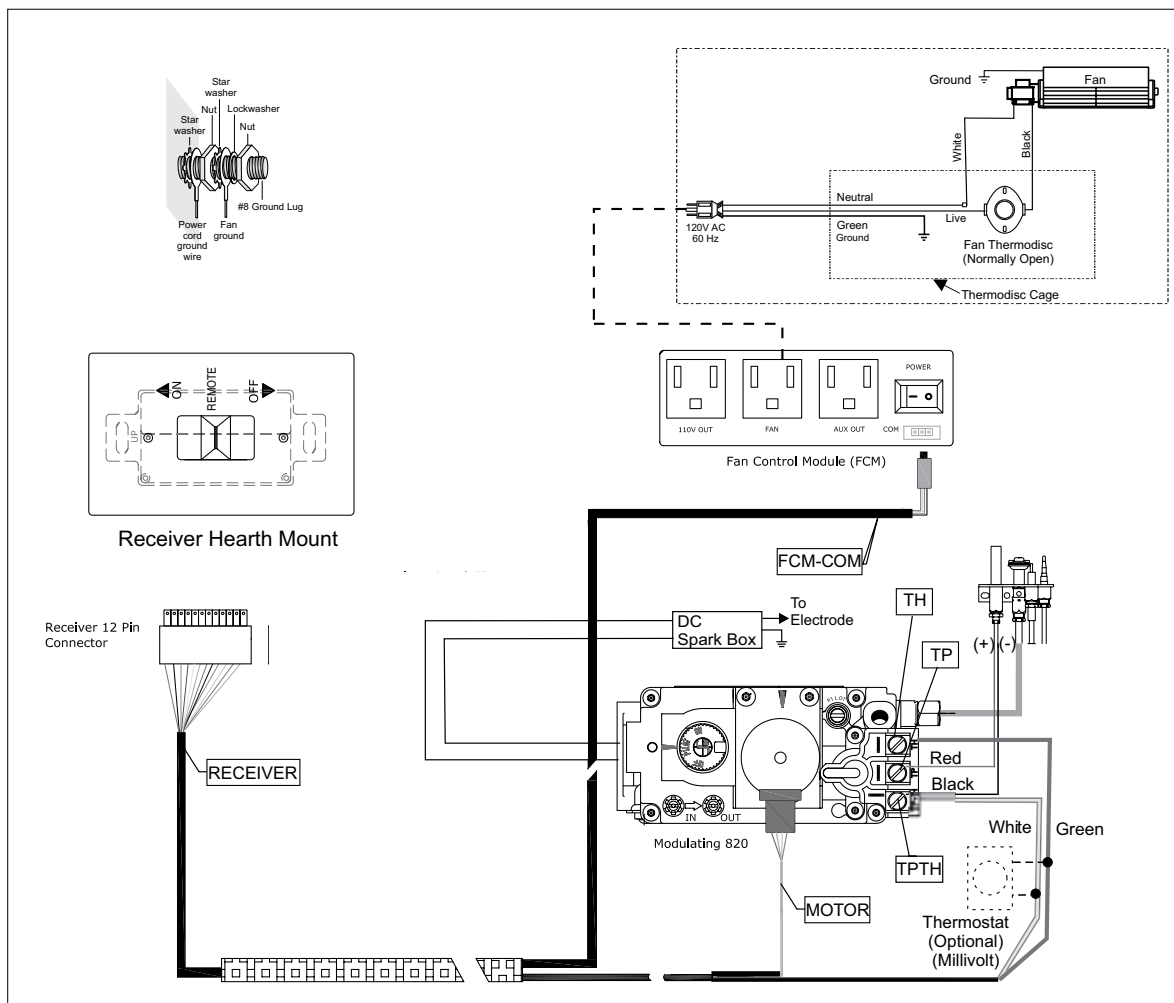 Star
washer
Nut
Lockwasher
Star
washer
Nut
#8 Ground Lug
Power
cord
ground
wire
Fan
ground
Ground
Fan
White
Black
Neutral
Live
Green
Ground
120V AC
60 Hz
Fan Thermodisc
(Normally Open)
Thermodisc Cage
ON
REMOTE
OFF
UP
Receiver Hearth Mount
POWER
110V OUT
FAN
AUX OUT
COM
Fan Control Module (FCM)
FCM-COM
Receiver 12 Pin
Connector
RECEIVER
DC
Spark Box
To
Electrode
TH
TP
(+)
(-)
PILOT
IN
OUT
Red
Black
White
Green
Modulating 820
TPTH
MOTOR
Thermostat
(Optional)
(Millivolt)